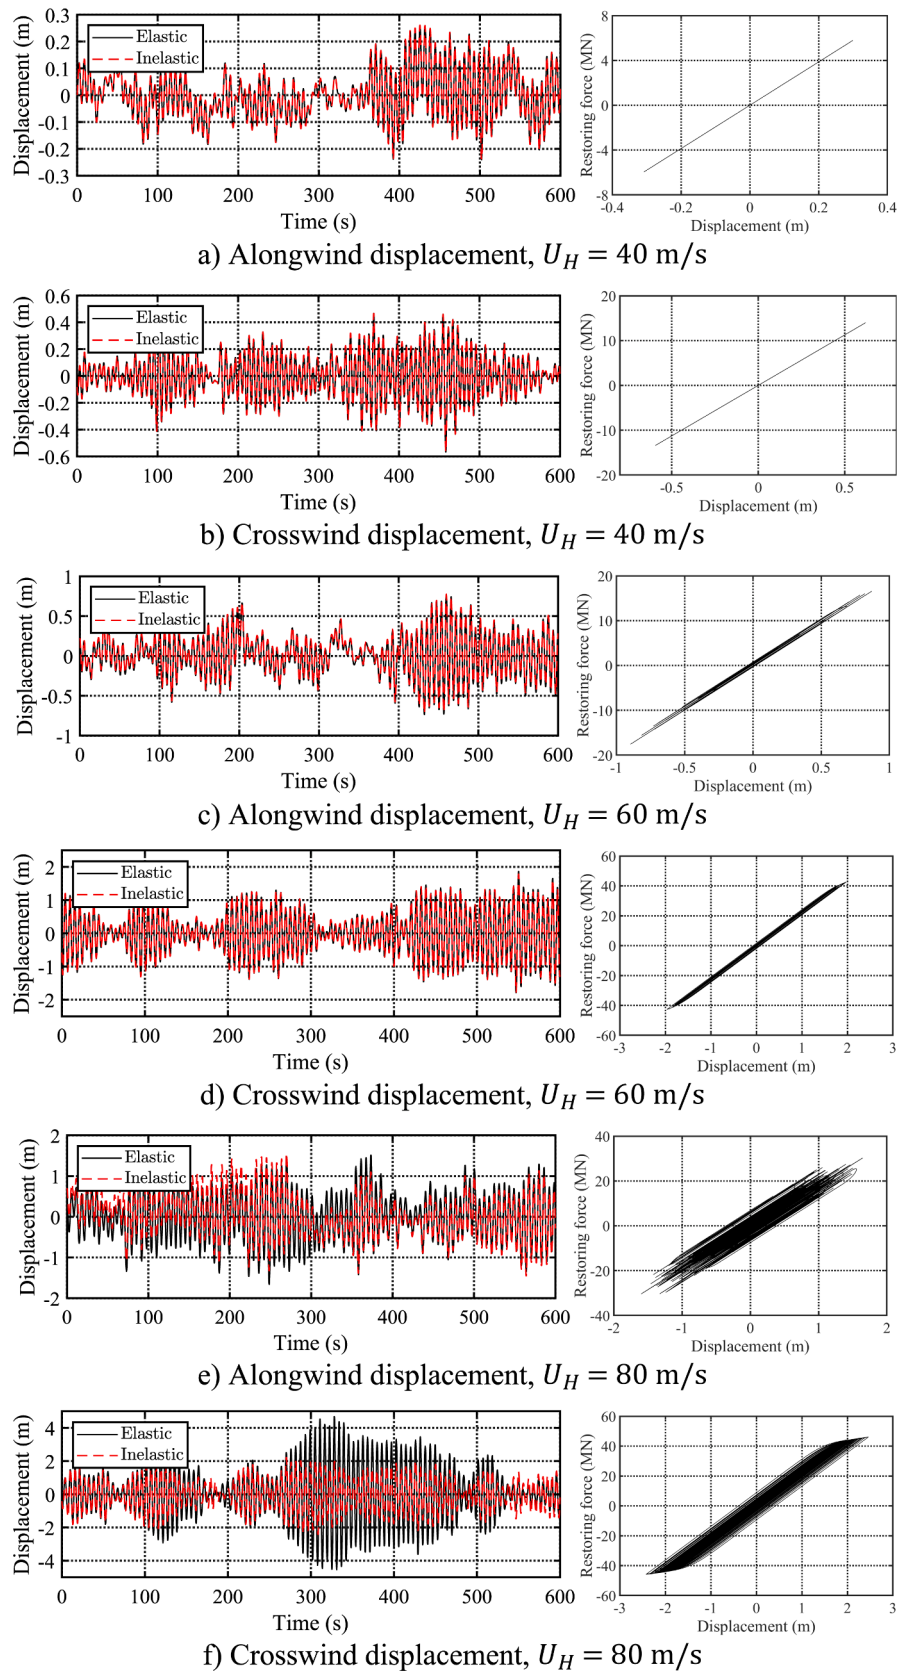 Displacement (m)
0.3
0.2
0.1
0
-0.1
-0.2
-0.3
Elastic
Inelastic
0 100 200 300 400 500 600
Time (s)
Restoring force (MN)
8
4
0
-4
-8
-0.4 -0.2 0 0.2 0.4
Displacement (m)
a) Alongwind displacement, U_H = 40 m/s
Displacement (m)
0.6
0.4
0.2
0
-0.2
-0.4
-0.6
Elastic
Inelastic
0 100 200 300 400 500 600
Time (s)
Restoring force (MN)
20
10
0
-10
-20
-0.5 0 0.5
Displacement (m)
b) Crosswind displacement, U_H = 40 m/s
Displacement (m)
1
0.5
0
-0.5
-1
Elastic
Inelastic
0 100 200 300 400 500 600
Time (s)
Restoring force (MN)
20
10
0
-10
-20
-1 -0.5 0 0.5 1
Displacement (m)
c) Alongwind displacement, U_H = 60 m/s
Displacement (m)
2
1
0
-1
-2
Elastic
Inelastic
0 100 200 300 400 500 600
Time (s)
Restoring force (MN)
60
40
20
0
-20
-40
-60
-3 -2 -1 0 1 2 3
Displacement (m)
d) Crosswind displacement, U_H = 60 m/s
Displacement (m)
2
1
0
-1
-2
Elastic
Inelastic
0 100 200 300 400 500 600
Time (s)
Restoring force (MN)
40
20
0
-20
-40
-2 -1 0 1 2
Displacement (m)
e) Alongwind displacement, U_H = 80 m/s
Displacement (m)
4
2
0
-2
-4
Elastic
Inelastic
0 100 200 300 400 500 600
Time (s)
Restoring force (MN)
60
40
20
0
-20
-40
-60
-3 -2 -1 0 1 2 3
Displacement (m)
f) Crosswind displacement, U_H = 80 m/s